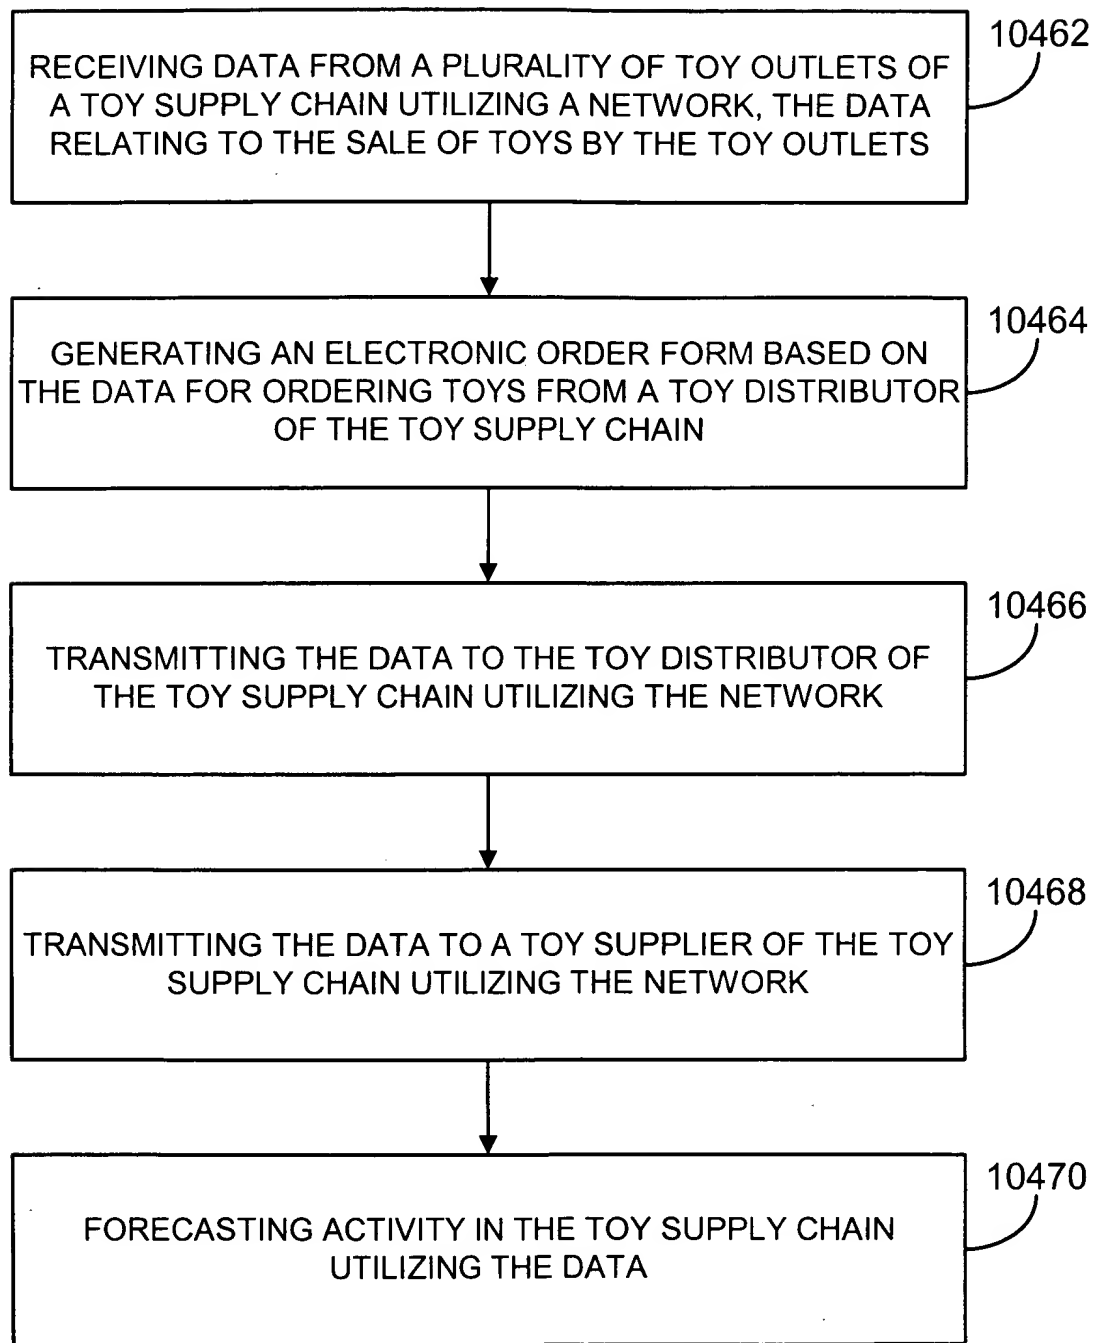 10462
RECEIVING DATA FROM A PLURALITY OF TOY OUTLETS OF
A TOY SUPPLY CHAIN UTILIZING A NETWORK, THE DATA
RELATING TO THE SALE OF TOYS BY THE TOY OUTLETS
10464
GENERATING AN ELECTRONIC ORDER FORM BASED ON
THE DATA FOR ORDERING TOYS FROM A TOY DISTRIBUTOR
OF THE TOY SUPPLY CHAIN
10466
TRANSMITTING THE DATA TO THE TOY DISTRIBUTOR OF
THE TOY SUPPLY CHAIN UTILIZING THE NETWORK
10468
TRANSMITTING THE DATA TO A TOY SUPPLIER OF THE TOY
SUPPLY CHAIN UTILIZING THE NETWORK
10470
FORECASTING ACTIVITY IN THE TOY SUPPLY CHAIN
UTILIZING THE DATA